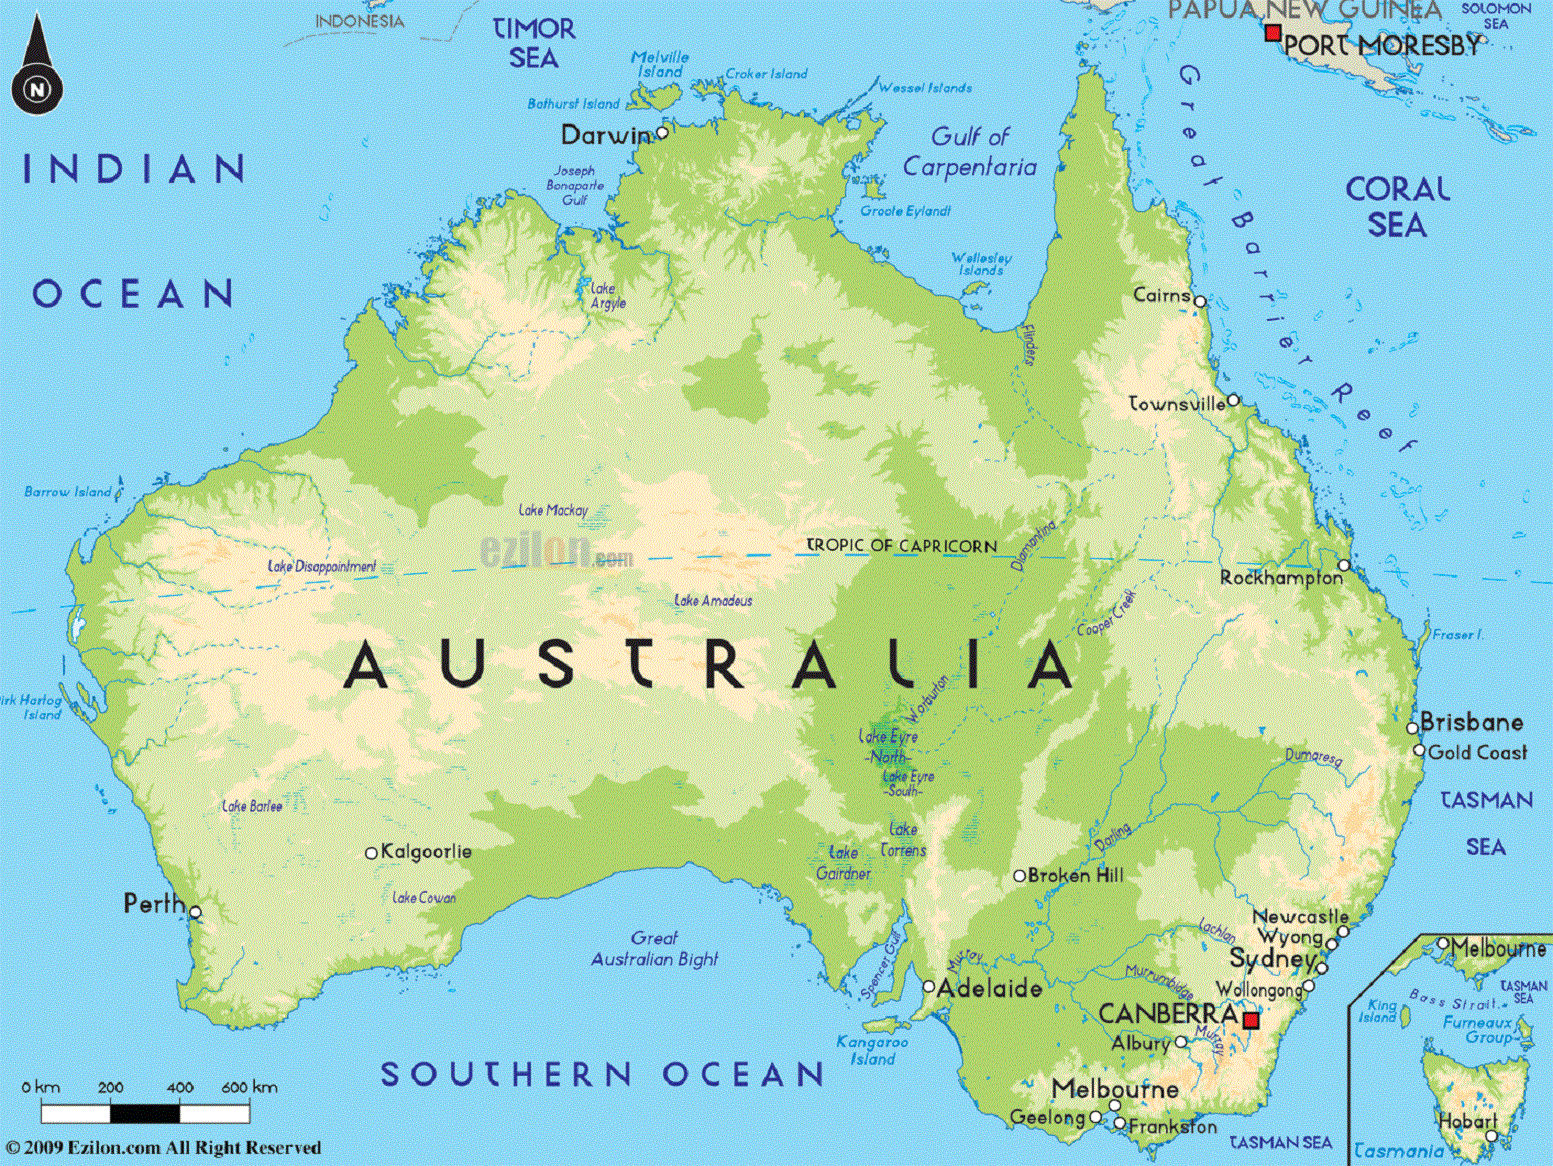 INDONESIA
TIMOR
SEA
PAPUA NEW GUINEA
SOLOMON
SEA
PORT MORESBY
N
Melville
Island
Croker Island
Wessel Islands
Bathurst Island
Darwin
Gulf of
Carpentaria
Great Barrier Reef
INDIAN
OCEAN
Joseph
Bonaparte
Gulf
Groote Eylandt
CORAL
SEA
Wellesley
Islands
Lake
Argyle
Cairns
Flinders
Townsville
Barrow Island
Lake Mackay
ezilon.com
TROPIC OF CAPRICORN
Diamantina
Lake Disappointment
Rockhampton
Lake Amadeus
Cooper Creek
Fraser I.
AUSTRALIA
irk Hartog
Island
Warburton
Lake Eyre
-North-
Lake Eyre
-South-
Brisbane
Gold Coast
Dumaresq
TASMAN
SEA
Lake Barlee
Lake
Torrens
Darling
Kalgoorlie
Lake
Gairdner
Broken Hill
Lake Cowan
Perth
Great
Australian Bight
Spencer Gulf
Murray
Lachlan
Newcastle
Wyong
Sydney
Wollongong
Murrumbidge
Adelaide
CANBERRA
Murray
Albury
Kangaroo
Island
SOUTHERN OCEAN
Melbourne
Geelong
Frankston
TASMAN SEA
Melbourne
TASMAN
SEA
King
Island
Bass Strait
Furneaux
Group
Hobart
Tasmania
0 km 200 400 600 km
© 2009 Ezilon.com All Right Reserved